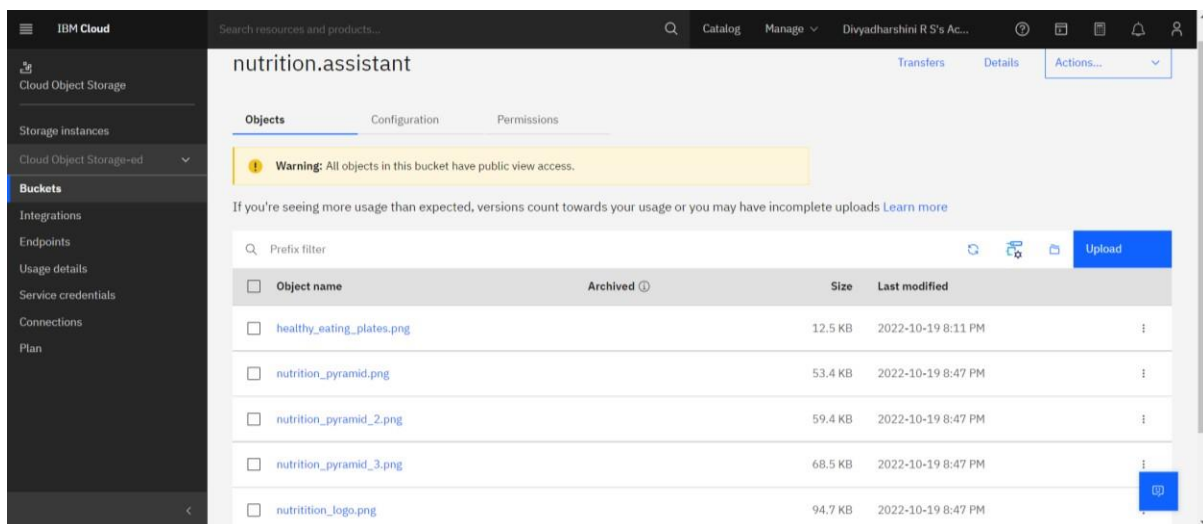 IBM Cloud
Search resources and products...
Catalog
Manage
Divyadharshini R S's Ac...
Cloud Object Storage
Storage instances
Cloud Object Storage-ed
Buckets
Integrations
Endpoints
Usage details
Service credentials
Connections
Plan
nutrition.assistant
Transfers
Details
Actions...
Objects
Configuration
Permissions
Warning: All objects in this bucket have public view access.
If you're seeing more usage than expected, versions count towards your usage or you may have incomplete uploads Learn more
Prefix filter
Upload
Object name Archived Size Last modified
healthy_eating_plates.png 12.5 KB 2022-10-19 8:11 PM
nutrition_pyramid.png 53.4 KB 2022-10-19 8:47 PM
nutrition_pyramid_2.png 59.4 KB 2022-10-19 8:47 PM
nutrition_pyramid_3.png 68.5 KB 2022-10-19 8:47 PM
nutritition_logo.png 94.7 KB 2022-10-19 8:47 PM